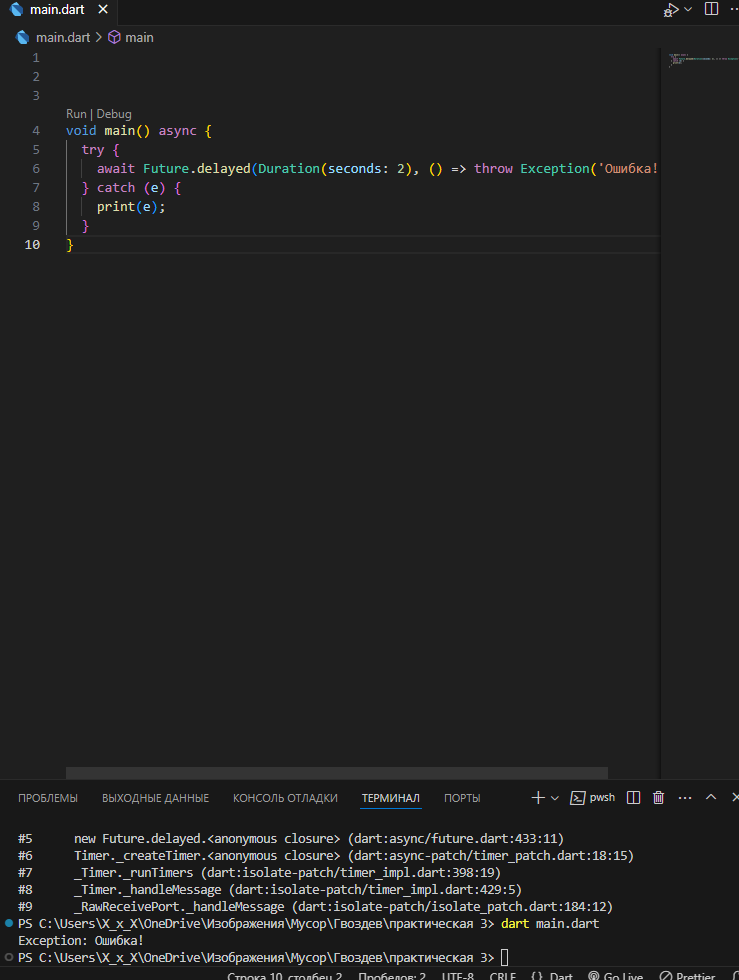 main.dart
main.dart > main
1
2
3
Run | Debug
4 void main() async {
5 try {
6 await Future.delayed(Duration(seconds: 2), () => throw Exception('Ошибка!
7 } catch (e) {
8 print(e);
9 }
10 }
ПРОБЛЕМЫ ВЫХОДНЫЕ ДАННЫЕ КОНСОЛЬ ОТЛАДКИ ТЕРМИНАЛ ПОРТЫ pwsh
#5 new Future.delayed.<anonymous closure> (dart:async/future.dart:433:11)
#6 Timer._createTimer.<anonymous closure> (dart:async-patch/timer_patch.dart:18:15)
#7 _Timer._runTimers (dart:isolate-patch/timer_impl.dart:398:19)
#8 _Timer._handleMessage (dart:isolate-patch/timer_impl.dart:429:5)
#9 _RawReceivePort._handleMessage (dart:isolate-patch/isolate_patch.dart:184:12)
PS C:\Users\X_x_X\OneDrive\Изображения\Мусор\Гвоздев\практическая 3> dart main.dart
Exception: Ошибка!
PS C:\Users\X_x_X\OneDrive\Изображения\Мусор\Гвоздев\практическая 3>
Строка 10, столбец 2 Пробелов: 2 UTF-8 CRLF {} Dart Go Live Prettier